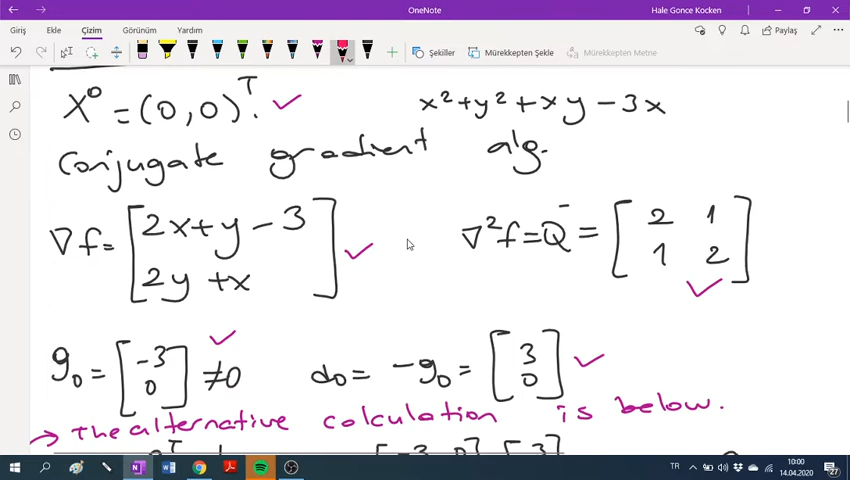 OneNote
Hale Gonce Kocken
Giriş Ekle Çizim Görünüm Yardım Paylaş
Şekiller Mürekkepten Şekle Mürekkepten Metne
X⁰ = (0,0)ᵀ. ✓ x²+y²+xy-3x
Conjugate gradient alg.
∇f = [2x+y-3 ; 2y+x] ✓ ∇²f = Q = [2 1 ; 1 2] ✓
g₀ = [-3 ; 0] ≠0 ✓ d₀ = -g₀ = [3 ; 0] ✓
→ The alternative calculation is below.
TR 10:00
14.04.2020 27